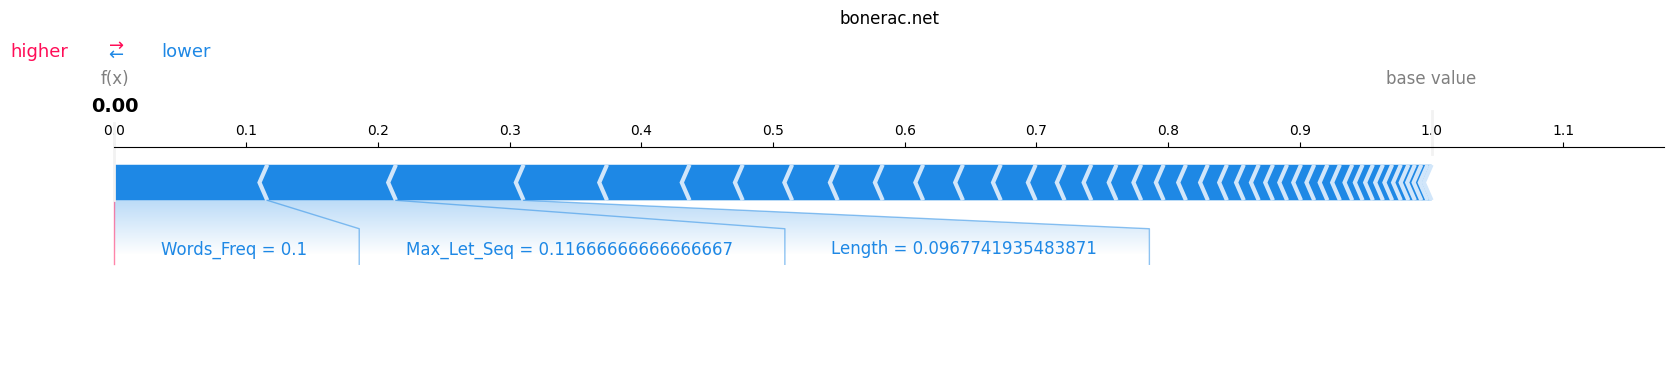 bonerac.net
higher → ← lower
f(x) base value
0.00
0.0 0.1 0.2 0.3 0.4 0.5 0.6 0.7 0.8 0.9 1.0 1.1
Words_Freq = 0.1 Max_Let_Seq = 0.11666666666666667 Length = 0.0967741935483871